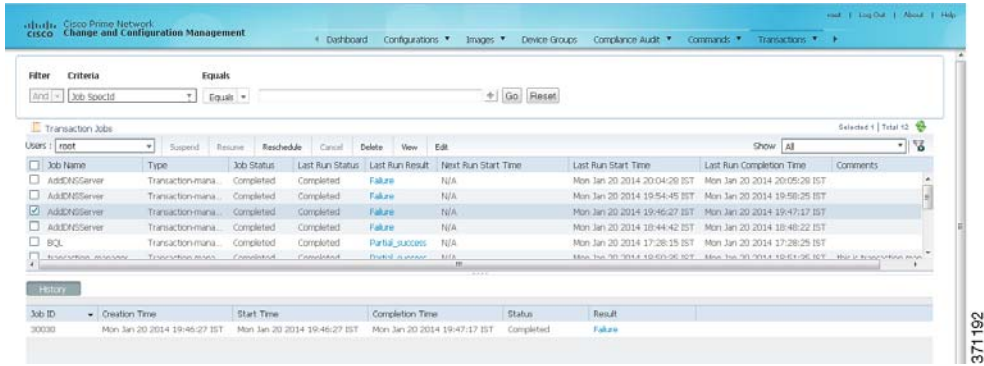 root | Log Out | About | Help
cisco Cisco Prime Network
Change and Configuration Management
Dashboard Configurations Images Device Groups Compliance Audit Commands Transactions
Filter Criteria Equals
And Job SpecId Equals Go Reset
Transaction Jobs Selected 1 | Total 12
Users : root Suspend Resume Reschedule Cancel Delete View Edit Show All
Job Name Type Job Status Last Run Status Last Run Result Next Run Start Time Last Run Start Time Last Run Completion Time Comments
AddDNSServer Transaction-mana... Completed Completed Failure N/A Mon Jan 20 2014 20:04:28 IST Mon Jan 20 2014 20:05:28 IST
AddDNSServer Transaction-mana... Completed Completed Failure N/A Mon Jan 20 2014 19:54:45 IST Mon Jan 20 2014 19:58:25 IST
AddDNSServer Transaction-mana... Completed Completed Failure N/A Mon Jan 20 2014 19:46:27 IST Mon Jan 20 2014 19:47:17 IST
AddDNSServer Transaction-mana... Completed Completed Failure N/A Mon Jan 20 2014 18:44:42 IST Mon Jan 20 2014 18:48:22 IST
BQL Transaction-mana... Completed Completed Partial_success N/A Mon Jan 20 2014 17:28:15 IST Mon Jan 20 2014 17:28:25 IST
History
Job ID Creation Time Start Time Completion Time Status Result
30030 Mon Jan 20 2014 19:46:27 IST Mon Jan 20 2014 19:46:27 IST Mon Jan 20 2014 19:47:17 IST Completed Failure
371192